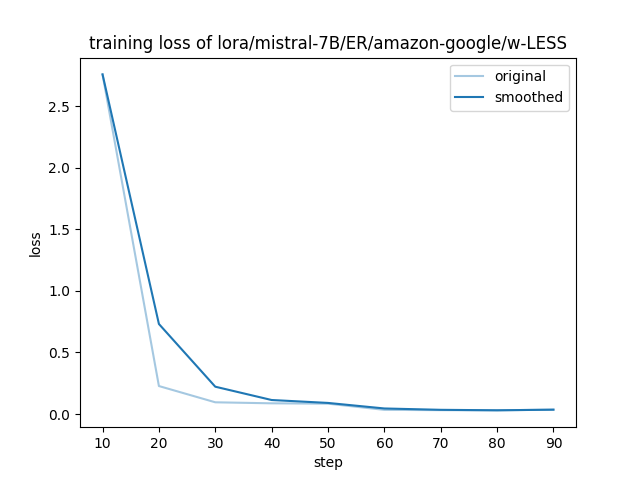 training loss of lora/mistral-7B/ER/amazon-google/w-LESS
original
smoothed
2.5
2.0
1.5
1.0
0.5
0.0
loss
10 20 30 40 50 60 70 80 90
step